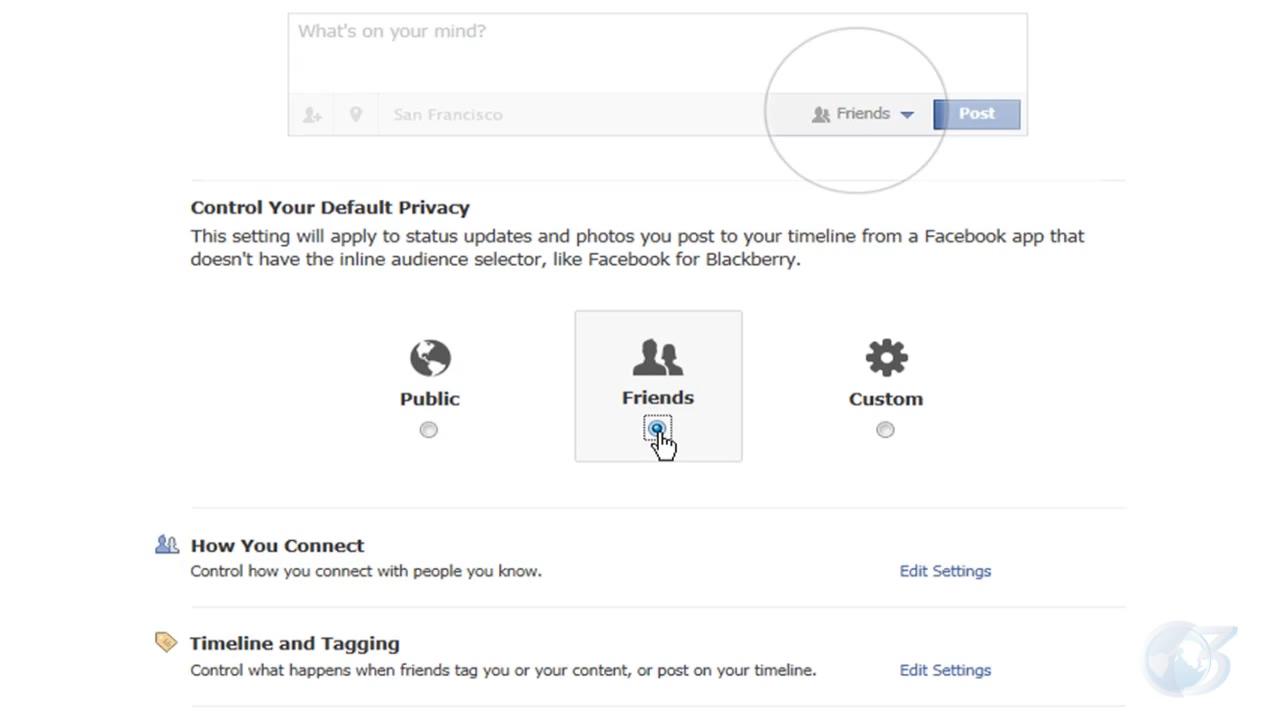 What's on your mind?
San Francisco
Friends
Post
Control Your Default Privacy
This setting will apply to status updates and photos you post to your timeline from a Facebook app that
doesn't have the inline audience selector, like Facebook for Blackberry.
Public
Friends
Custom
How You Connect
Control how you connect with people you know.
Edit Settings
Timeline and Tagging
Control what happens when friends tag you or your content, or post on your timeline.
Edit Settings